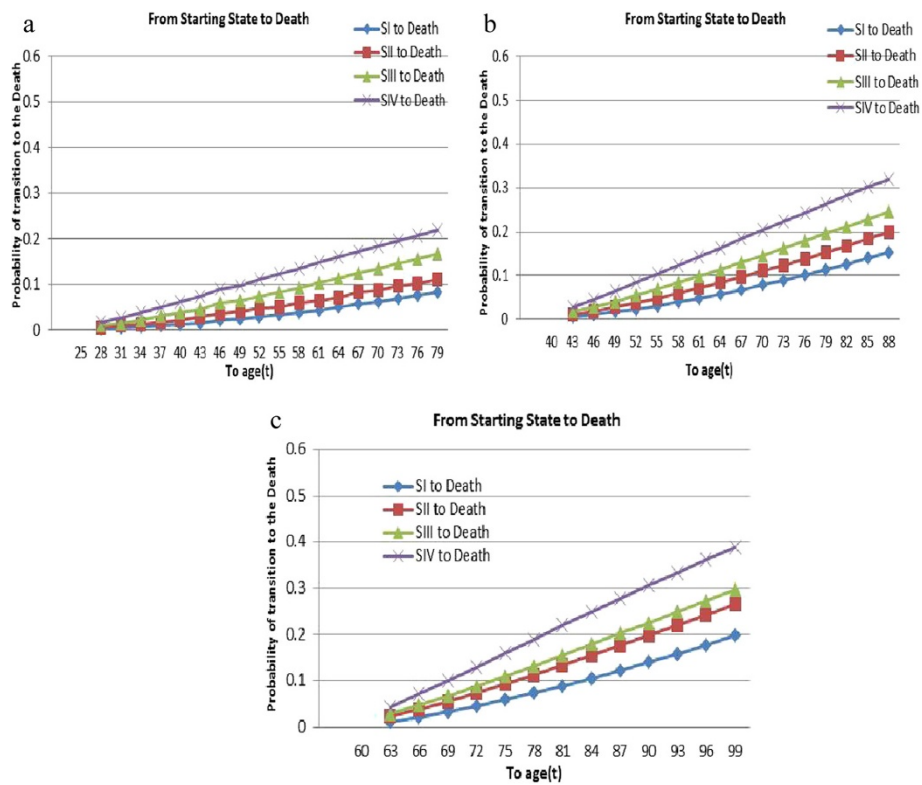 a
From Starting State to Death
SI to Death
SII to Death
SIII to Death
SIV to Death
Probability of transition to the Death
0.6
0.5
0.4
0.3
0.2
0.1
0
25 28 31 34 37 40 43 46 49 52 55 58 61 64 67 70 73 76 79
To age(t)
b
From Starting State to Death
SI to Death
SII to Death
SIII to Death
SIV to Death
Probability of transition to the Death
0.6
0.5
0.4
0.3
0.2
0.1
0
40 43 46 49 52 55 58 61 64 67 70 73 76 79 82 85 88
To age(t)
c
From Starting State to Death
SI to Death
SII to Death
SIII to Death
SIV to Death
Probability of transition to the Death
0.6
0.5
0.4
0.3
0.2
0.1
0
60 63 66 69 72 75 78 81 84 87 90 93 96 99
To age(t)